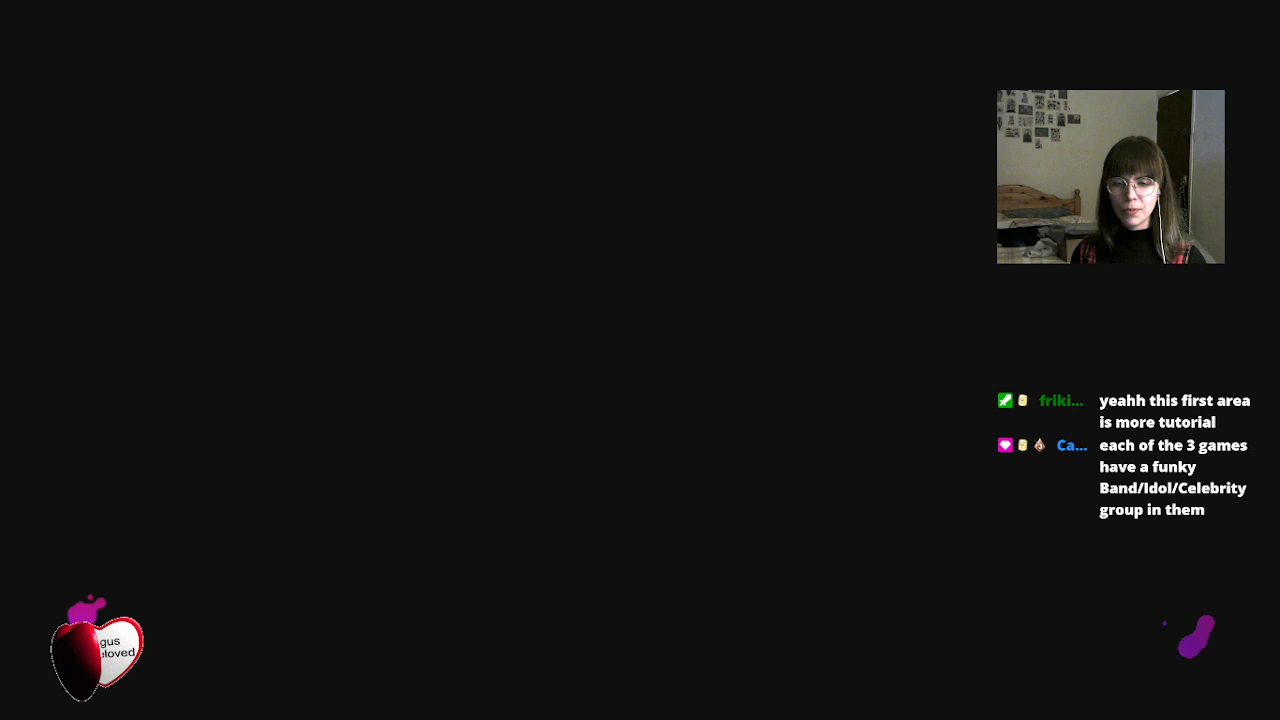 friki... yeahh this first area
is more tutorial
Ca... each of the 3 games
have a funky
Band/Idol/Celebrity
group in them
gus
eloved